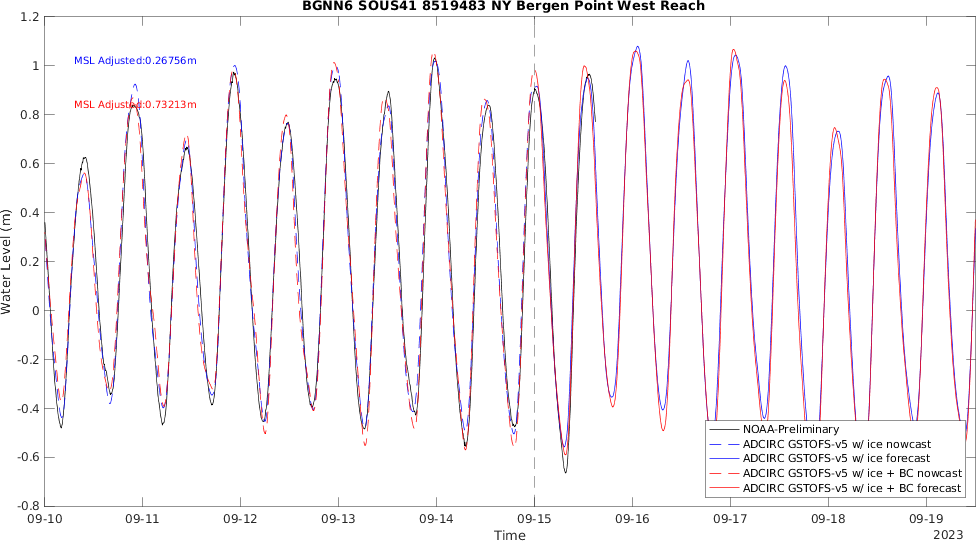 BGNN6 SOUS41 8519483 NY Bergen Point West Reach
1.2
1
0.8
0.6
0.4
0.2
0
-0.2
-0.4
-0.6
-0.8
Water Level (m)
MSL Adjusted:0.26756m
MSL Adjusted:0.73213m
NOAA-Preliminary
ADCIRC GSTOFS-v5 w/ ice nowcast
ADCIRC GSTOFS-v5 w/ ice forecast
ADCIRC GSTOFS-v5 w/ ice + BC nowcast
ADCIRC GSTOFS-v5 w/ ice + BC forecast
09-10 09-11 09-12 09-13 09-14 09-15 09-16 09-17 09-18 09-19
Time
2023